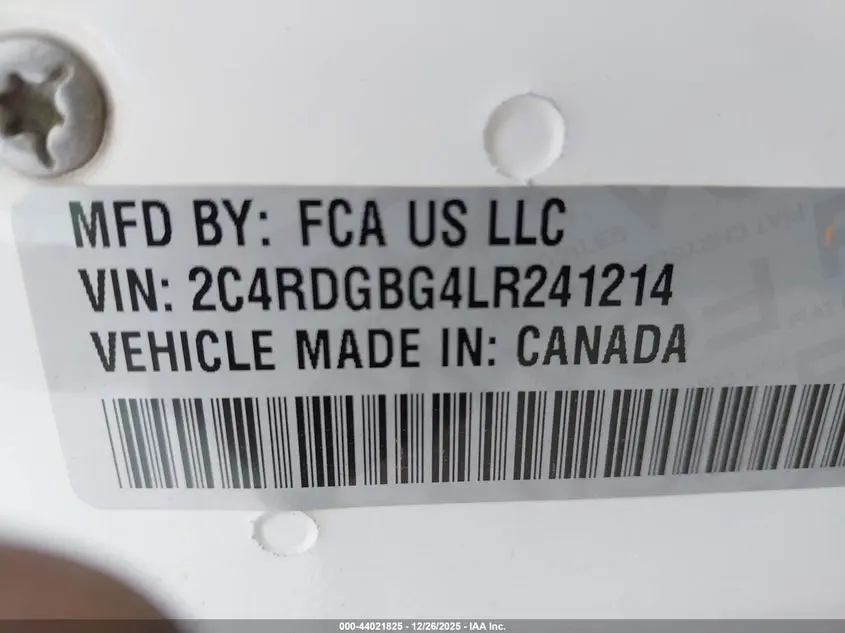 MFD BY: FCA US LLC
VIN: 2C4RDGBG4LR241214
VEHICLE MADE IN: CANADA
000-44021825 - 12/26/2025 - IAA Inc.